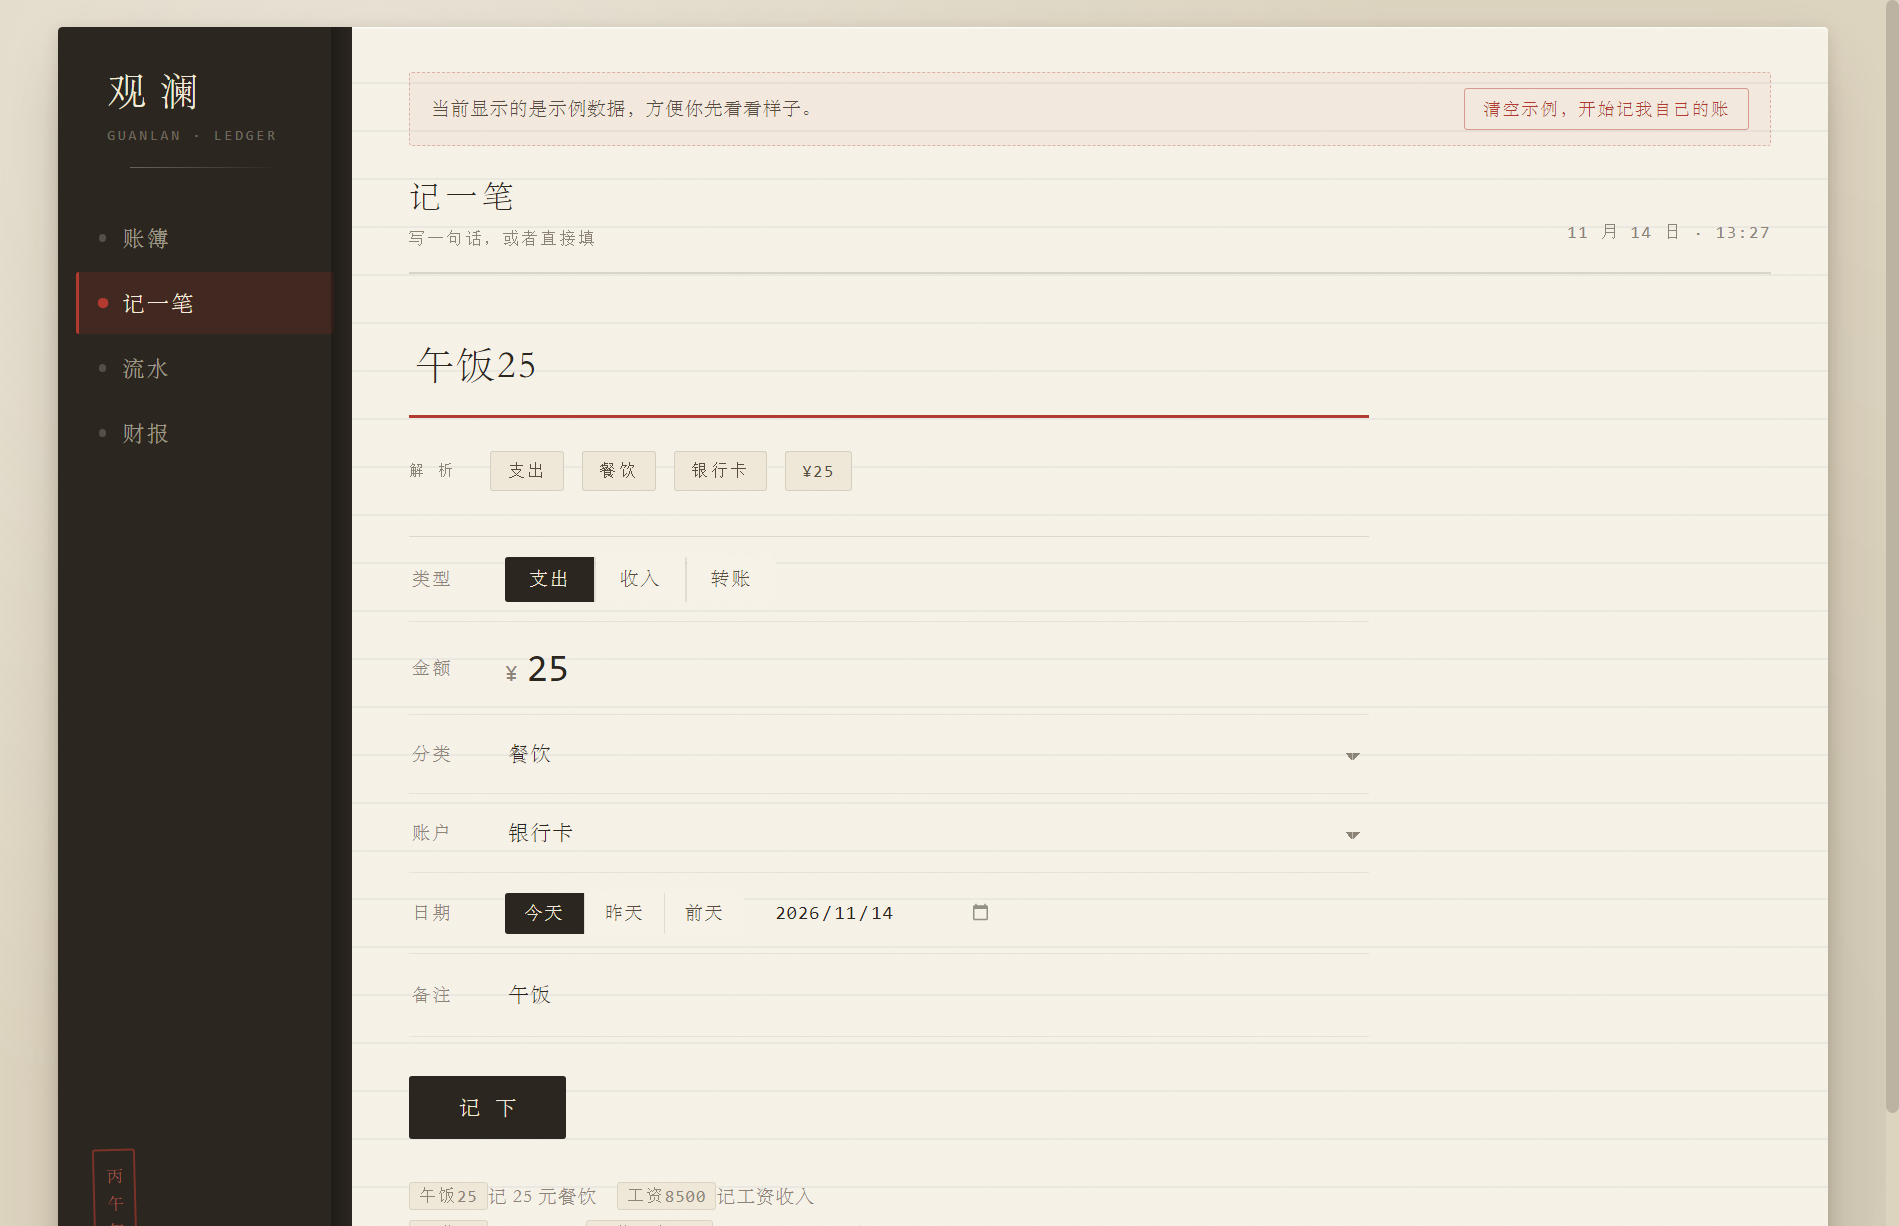 观澜
GUANLAN · LEDGER
账簿
记一笔
流水
财报
丙
午
当前显示的是示例数据，方便你先看看样子。
清空示例，开始记我自己的账
记一笔
写一句话，或者直接填
11 月 14 日 · 13:27
午饭25
解 析 支出 餐饮 银行卡 ¥25
类型 支出 收入 转账
金额 ¥ 25
分类 餐饮
账户 银行卡
日期 今天 昨天 前天 2026/11/14
备注 午饭
记 下
午饭25 记 25 元餐饮 工资8500 记工资收入